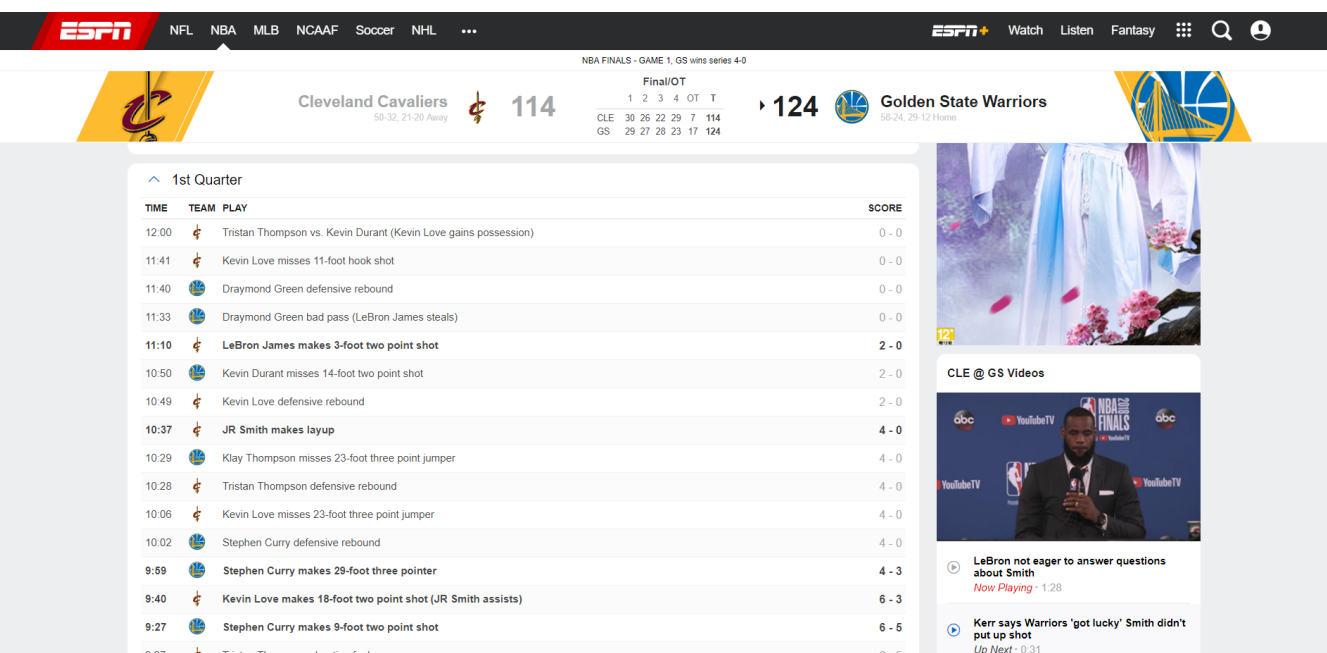 ESPN NFL NBA MLB NCAAF Soccer NHL ••• ESPN+ Watch Listen Fantasy
NBA FINALS - GAME 1, GS wins series 4-0
Final/OT
Cleveland Cavaliers 114
50-32, 21-20 Away
1 2 3 4 OT T
CLE 30 26 22 29 7 114
GS 29 27 28 23 17 124
124 Golden State Warriors
58-24, 29-12 Home
1st Quarter
TIME TEAM PLAY SCORE
12:00 Tristan Thompson vs. Kevin Durant (Kevin Love gains possession) 0 - 0
11:41 Kevin Love misses 11-foot hook shot 0 - 0
11:40 Draymond Green defensive rebound 0 - 0
11:33 Draymond Green bad pass (LeBron James steals) 0 - 0
11:10 LeBron James makes 3-foot two point shot 2 - 0
10:50 Kevin Durant misses 14-foot two point shot 2 - 0
10:49 Kevin Love defensive rebound 2 - 0
10:37 JR Smith makes layup 4 - 0
10:29 Klay Thompson misses 23-foot three point jumper 4 - 0
10:28 Tristan Thompson defensive rebound 4 - 0
10:06 Kevin Love misses 23-foot three point jumper 4 - 0
10:02 Stephen Curry defensive rebound 4 - 0
9:59 Stephen Curry makes 29-foot three pointer 4 - 3
9:40 Kevin Love makes 18-foot two point shot (JR Smith assists) 6 - 3
9:27 Stephen Curry makes 9-foot two point shot 6 - 5
12+
CLE @ GS Videos
abc YouTubeTV NBA FINALS 2018 abc
YouTubeTV
YouTubeTV NBA YouTubeTV
LeBron not eager to answer questions
about Smith
Now Playing · 1:28
Kerr says Warriors 'got lucky' Smith didn't
put up shot
Up Next · 0:31